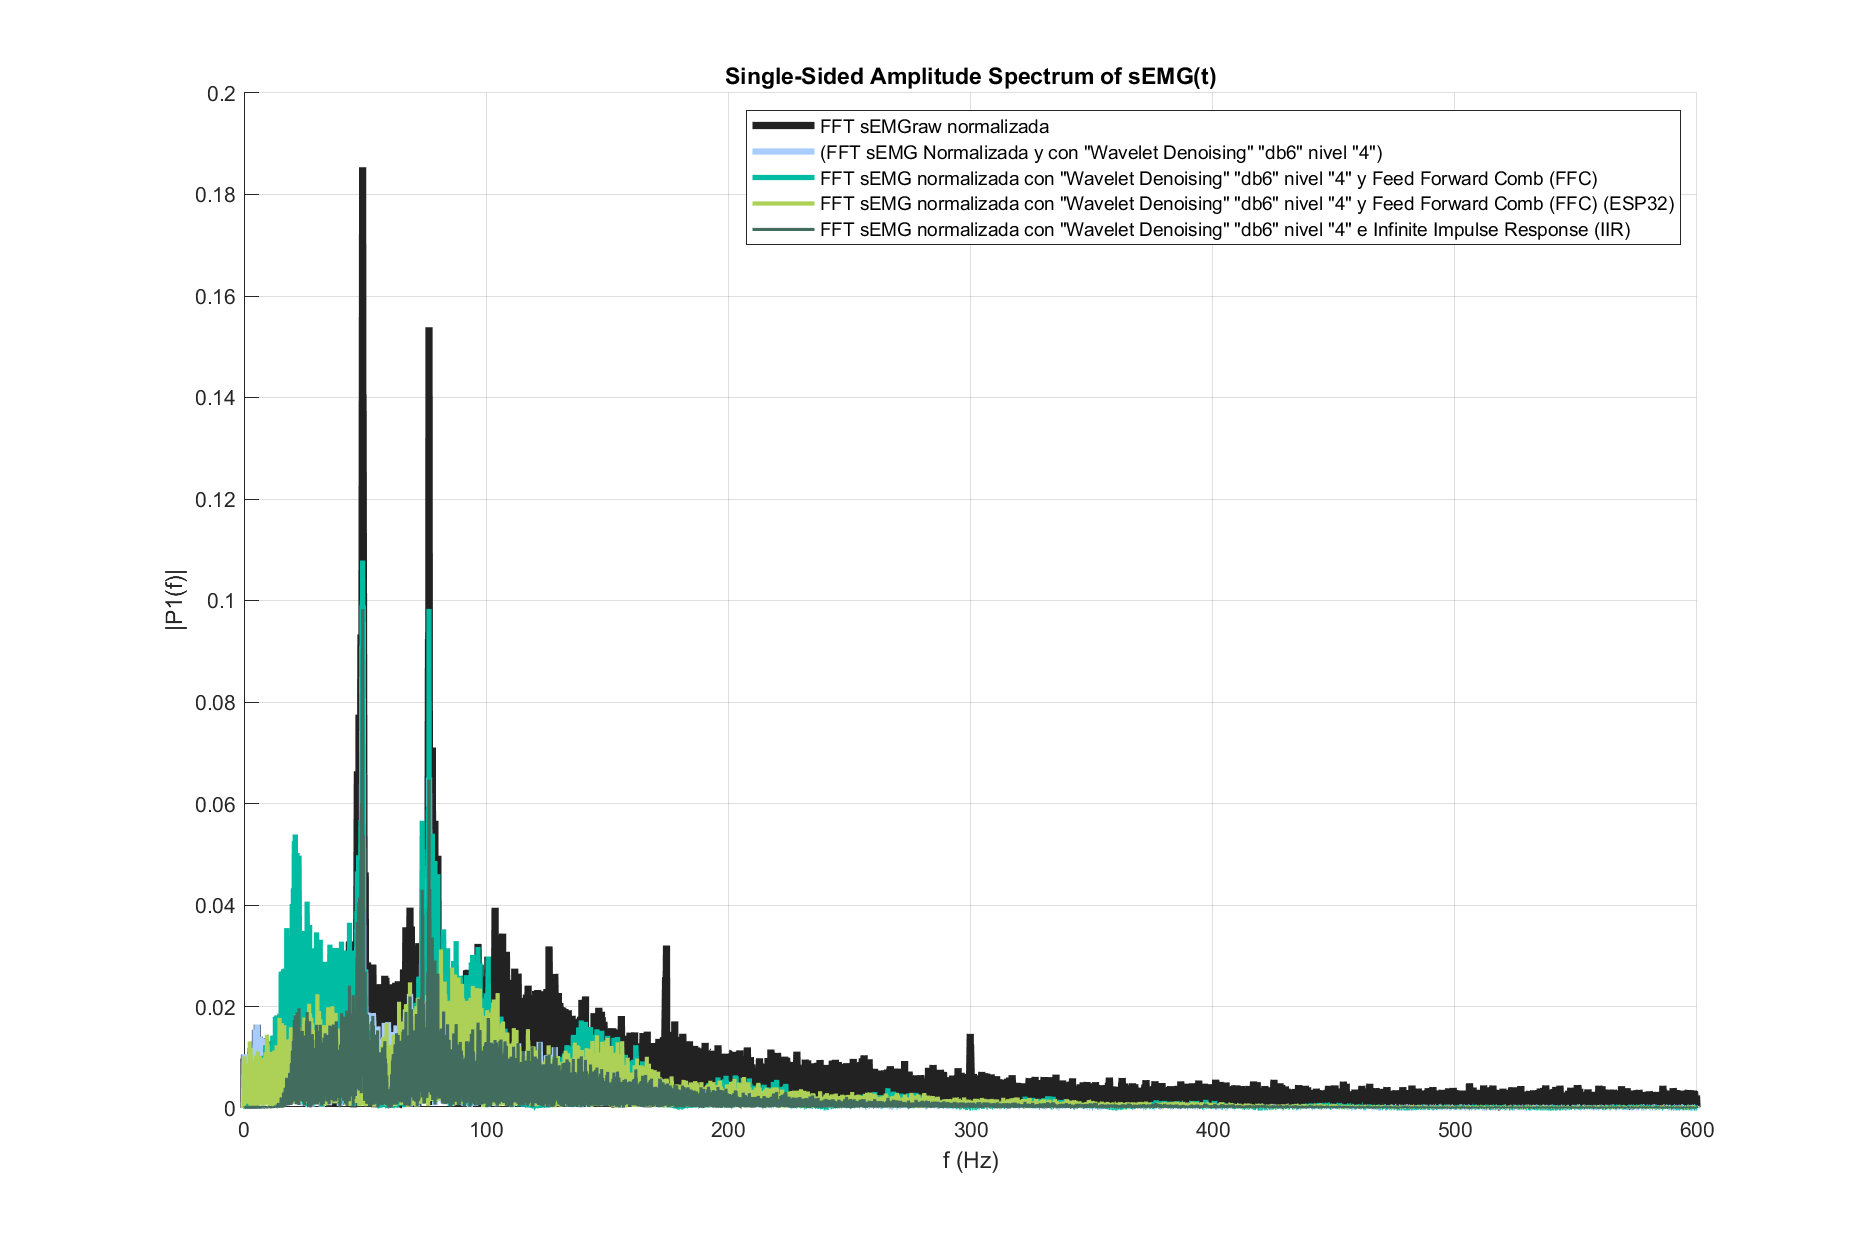 Single-Sided Amplitude Spectrum of sEMG(t)
FFT sEMGraw normalizada
(FFT sEMG Normalizada y con "Wavelet Denoising" "db6" nivel "4")
FFT sEMG normalizada con "Wavelet Denoising" "db6" nivel "4" y Feed Forward Comb (FFC)
FFT sEMG normalizada con "Wavelet Denoising" "db6" nivel "4" y Feed Forward Comb (FFC) (ESP32)
FFT sEMG normalizada con "Wavelet Denoising" "db6" nivel "4" e Infinite Impulse Response (IIR)
0.2
0.18
0.16
0.14
0.12
0.1
0.08
0.06
0.04
0.02
0
|P1(f)|
0 100 200 300 400 500 600
f (Hz)